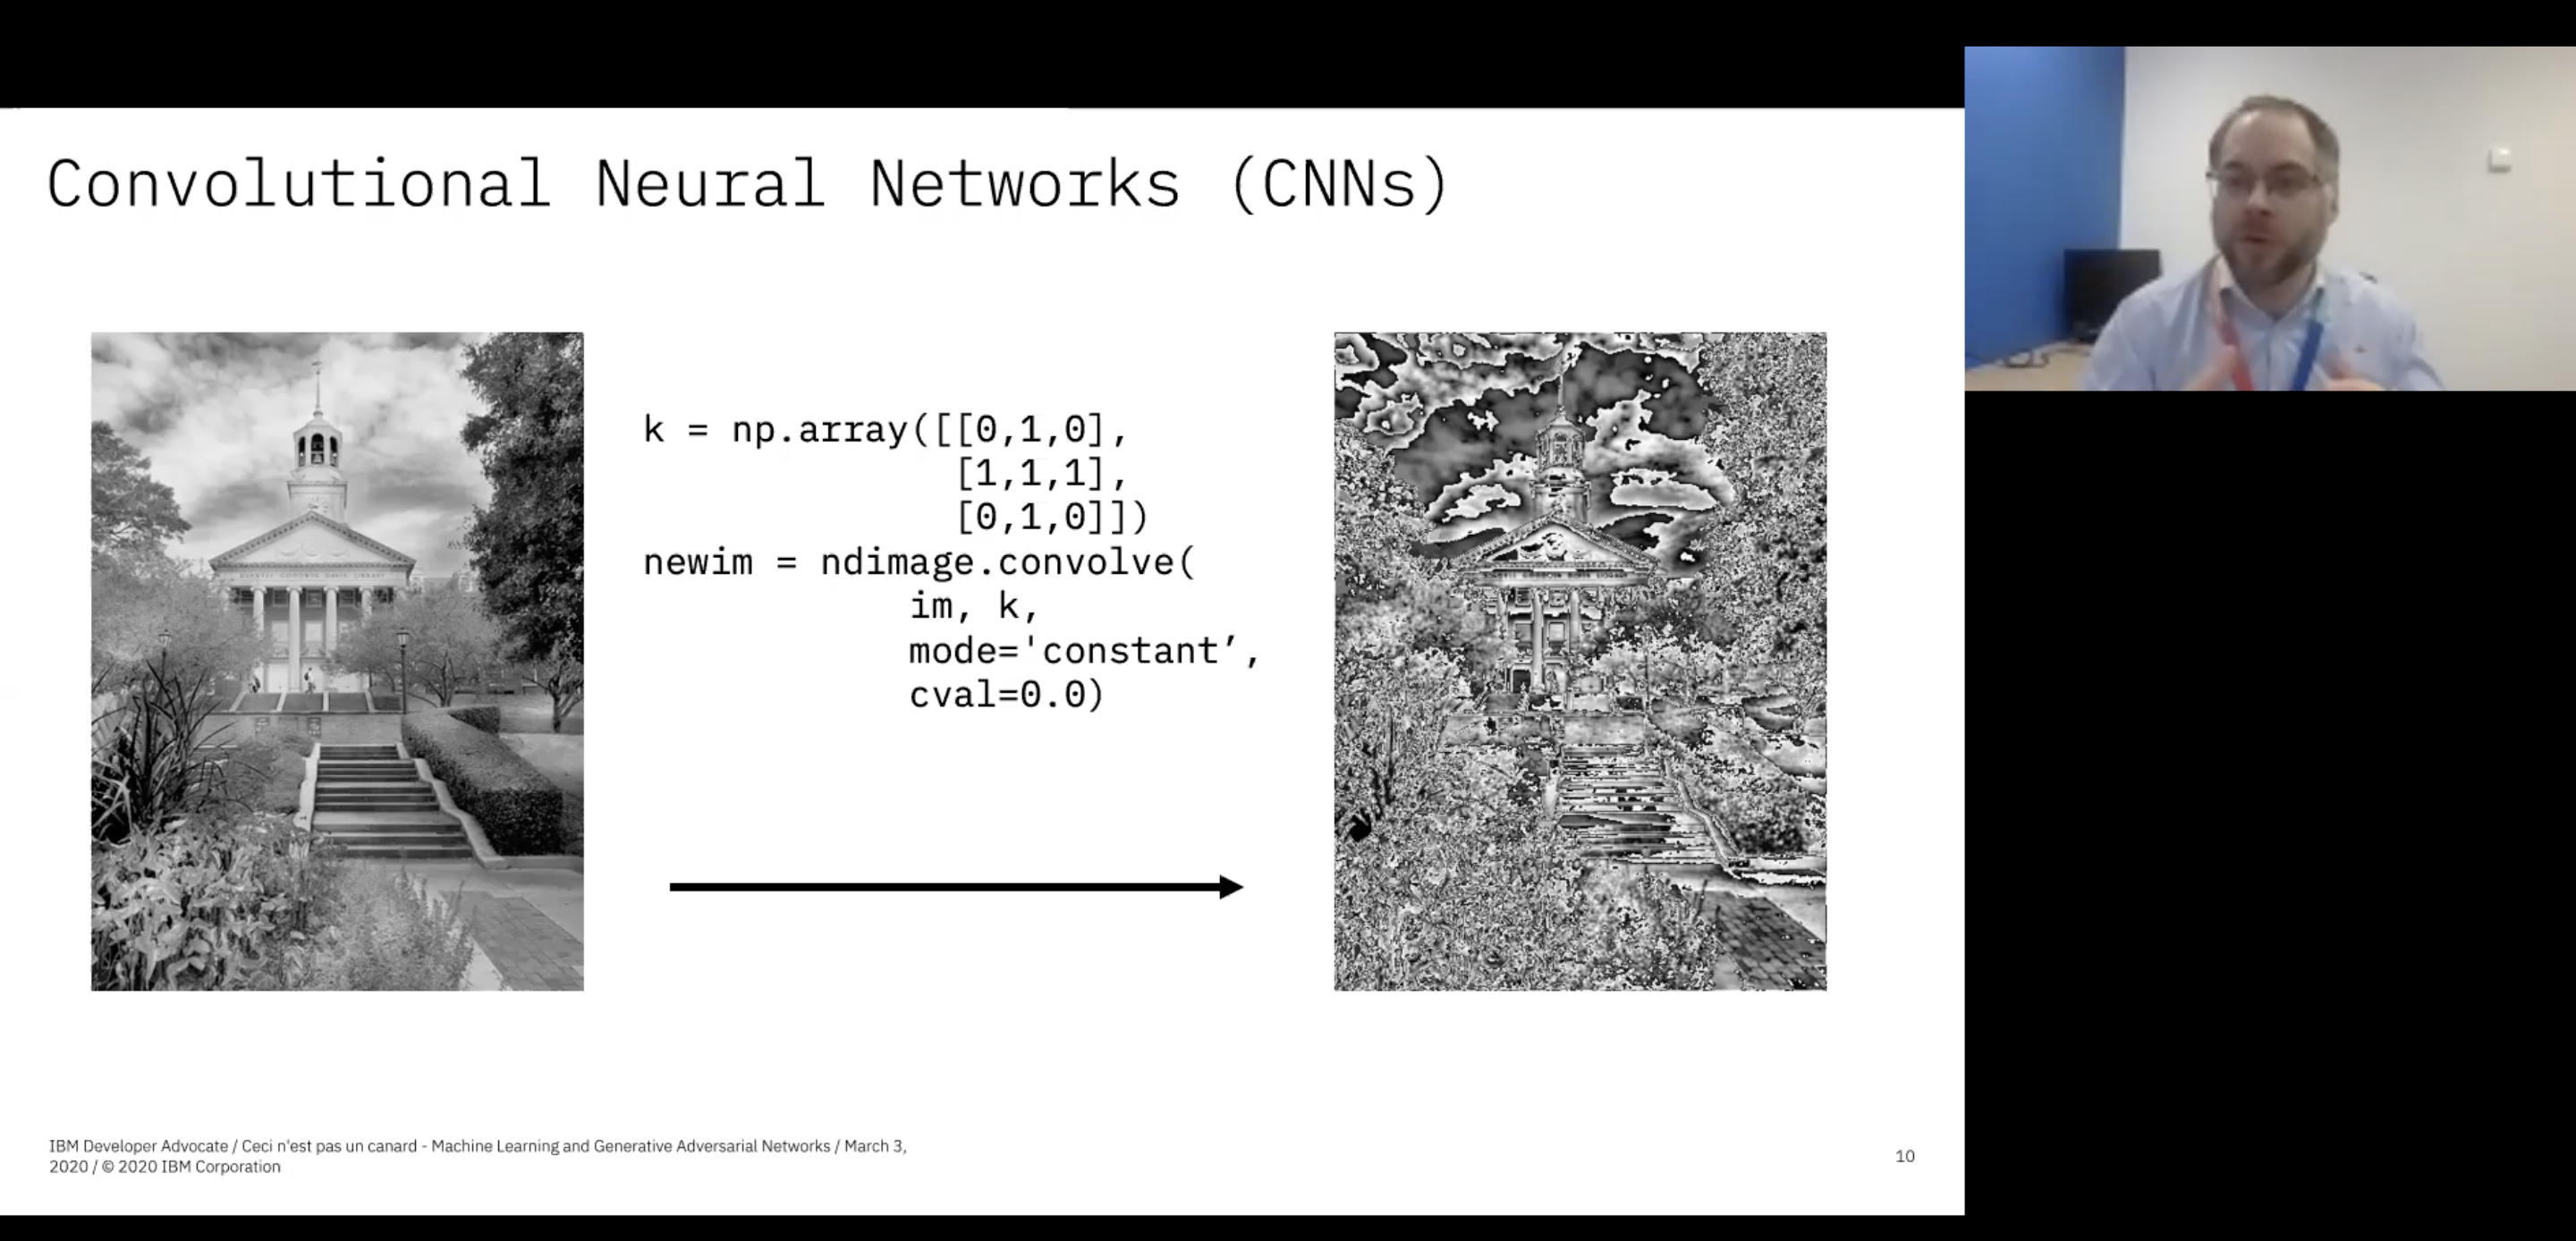 Convolutional Neural Networks (CNNs)
k = np.array([[0,1,0],
[1,1,1],
[0,1,0]])
newim = ndimage.convolve(
im, k,
mode='constant’,
cval=0.0)
IBM Developer Advocate / Ceci n'est pas un canard - Machine Learning and Generative Adversarial Networks / March 3,
2020 / © 2020 IBM Corporation
10